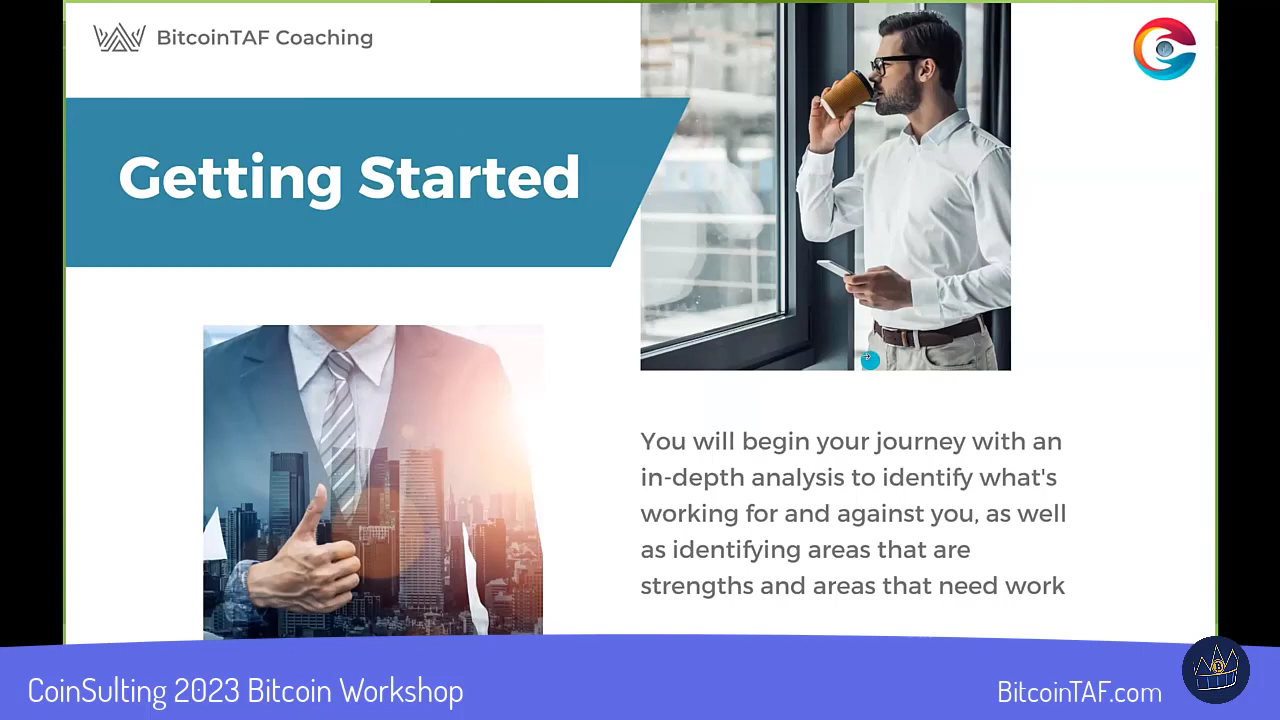 BitcoinTAF Coaching
Getting Started
You will begin your journey with an
in-depth analysis to identify what's
working for and against you, as well
as identifying areas that are
strengths and areas that need work
CoinSulting 2023 Bitcoin Workshop
BitcoinTAF.com